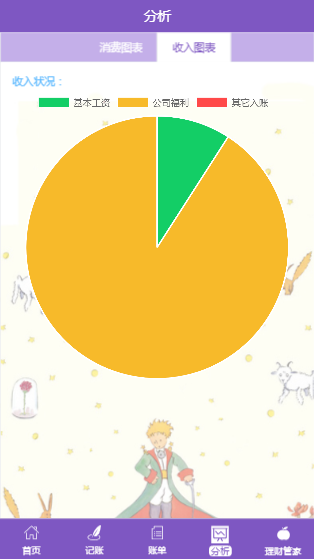 分析
消费图表 收入图表
收入状况：
基本工资 公司福利 其它入账
首页 记账 账单 分析 理财管家